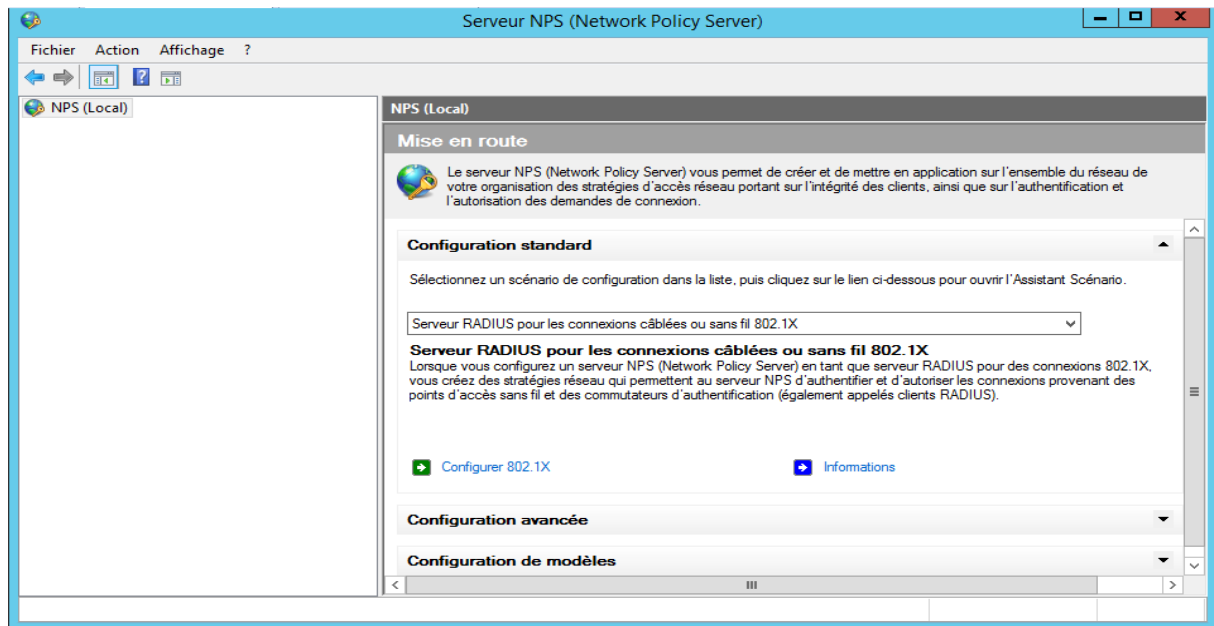 Serveur NPS (Network Policy Server)
Fichier Action Affichage ?
NPS (Local)
NPS (Local)
Mise en route
Le serveur NPS (Network Policy Server) vous permet de créer et de mettre en application sur l'ensemble du réseau de
votre organisation des stratégies d'accès réseau portant sur l'intégrité des clients, ainsi que sur l'authentification et
l'autorisation des demandes de connexion.
Configuration standard
Sélectionnez un scénario de configuration dans la liste, puis cliquez sur le lien ci-dessous pour ouvrir l'Assistant Scénario.
Serveur RADIUS pour les connexions câblées ou sans fil 802.1X
Serveur RADIUS pour les connexions câblées ou sans fil 802.1X
Lorsque vous configurez un serveur NPS (Network Policy Server) en tant que serveur RADIUS pour des connexions 802.1X,
vous créez des stratégies réseau qui permettent au serveur NPS d'authentifier et d'autoriser les connexions provenant des
points d'accès sans fil et des commutateurs d'authentification (également appelés clients RADIUS).
Configurer 802.1X Informations
Configuration avancée
Configuration de modèles